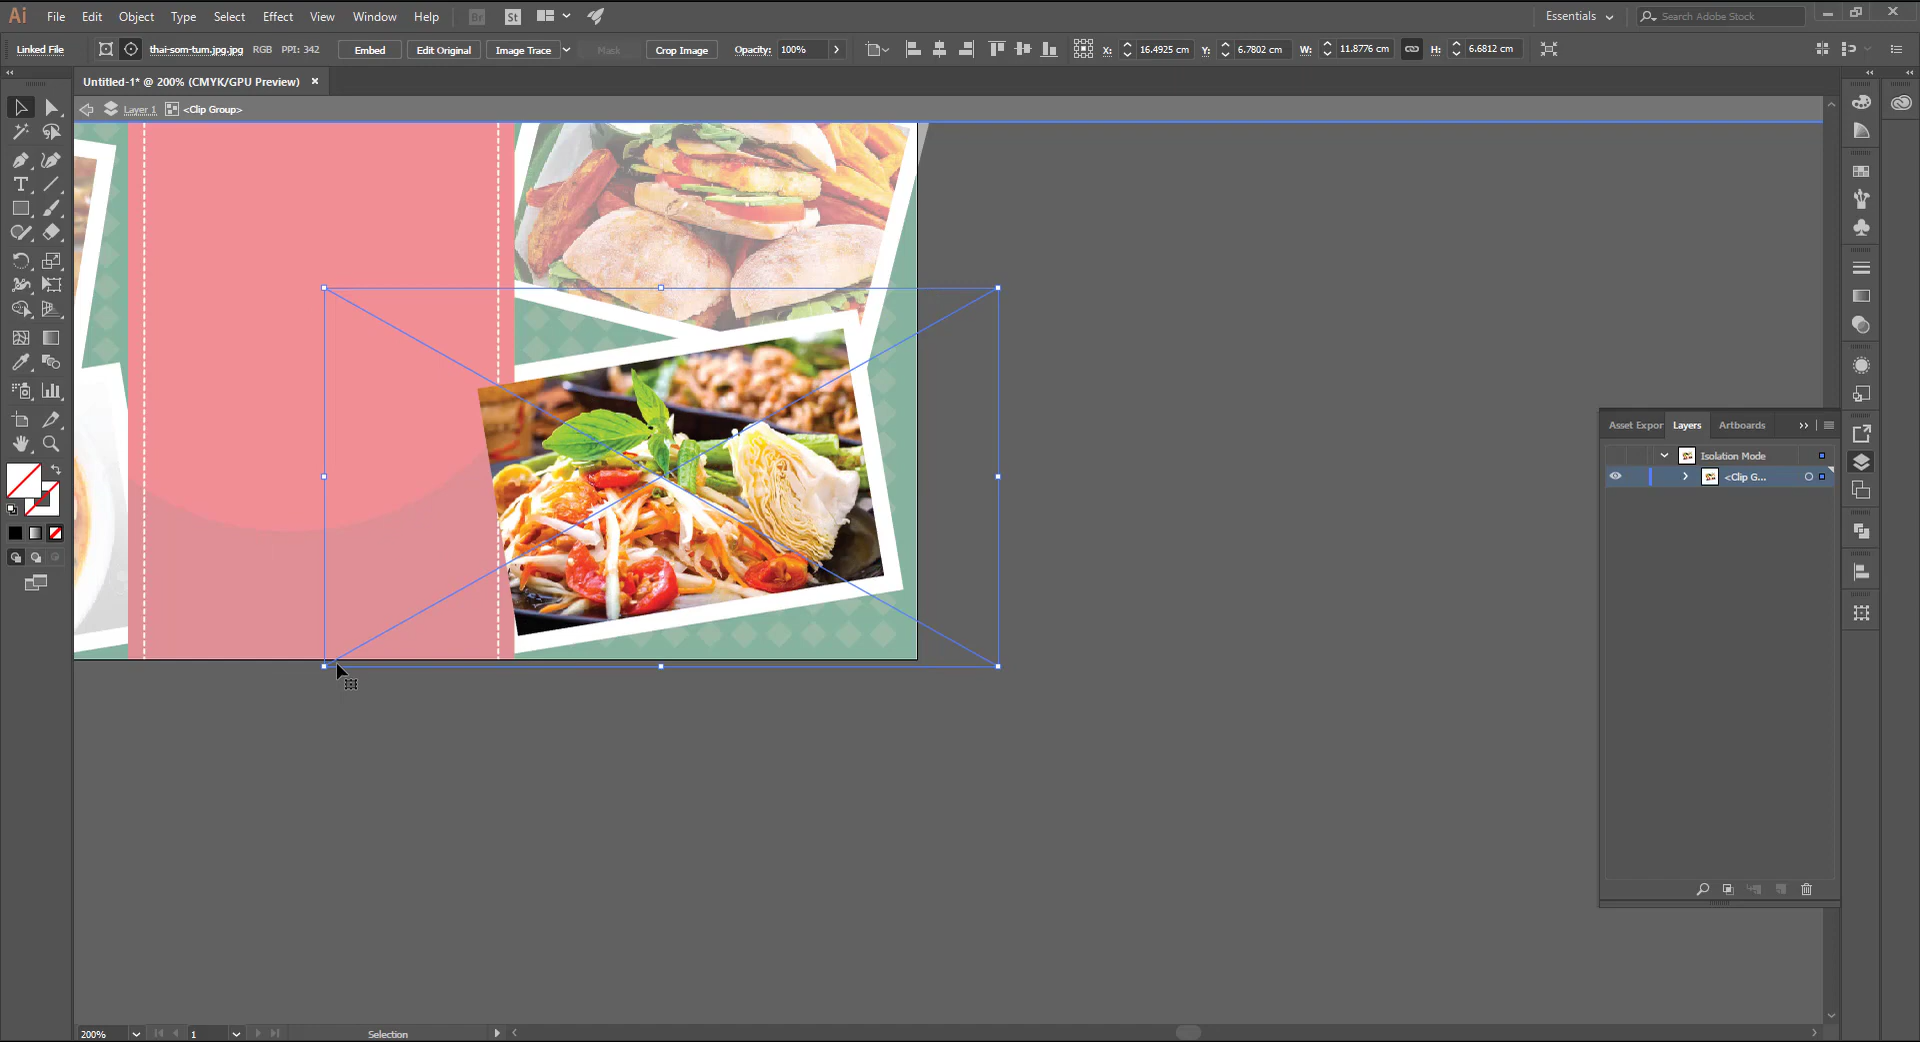 Ai File Edit Object Type Select Effect View Window Help Br St Essentials Search Adobe Stock
Linked File thai-som-tum.jpg.jpg RGB PPI: 342 Embed Edit Original Image Trace Mask Crop Image Opacity: 100% X: 16.4925 cm Y: 6.7802 cm W: 11.8776 cm H: 6.6812 cm
Untitled-1* @ 200% (CMYK/GPU Preview)
Layer 1 <Clip Group>
Asset Expor Layers Artboards
Isolation Mode
<Clip G...
200% 1 Selection